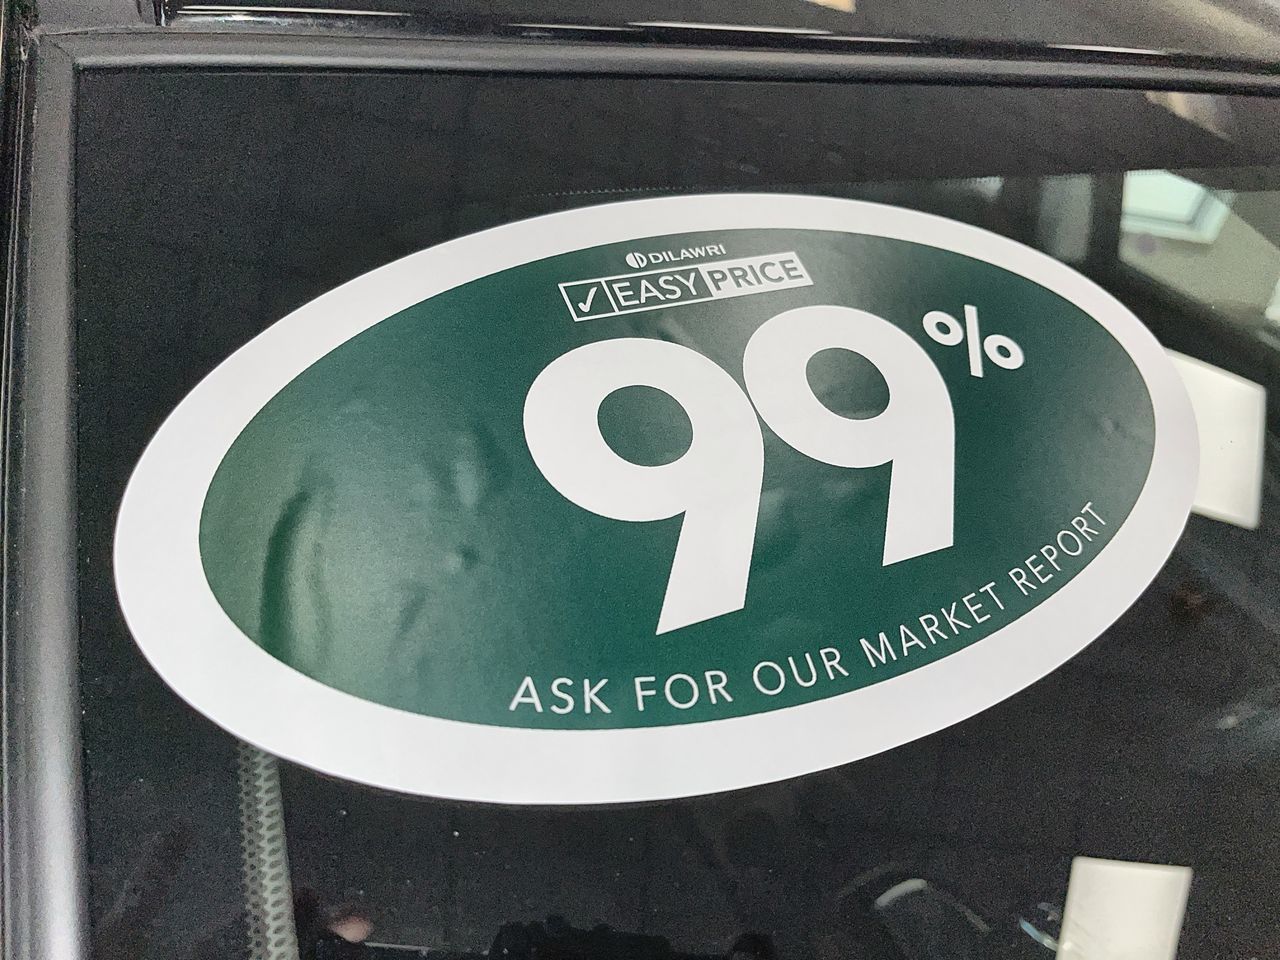 DILAWRI
✓ EASY PRICE
99%
ASK FOR OUR MARKET REPORT